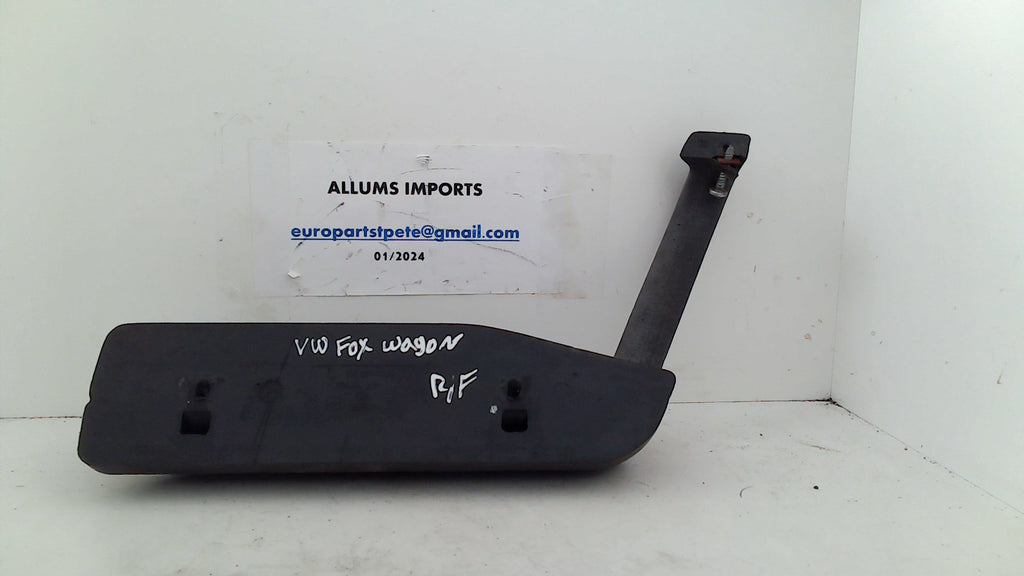 ALLUMS IMPORTS
europartstpete@gmail.com
01/2024
VW FOX WAGON
R/F